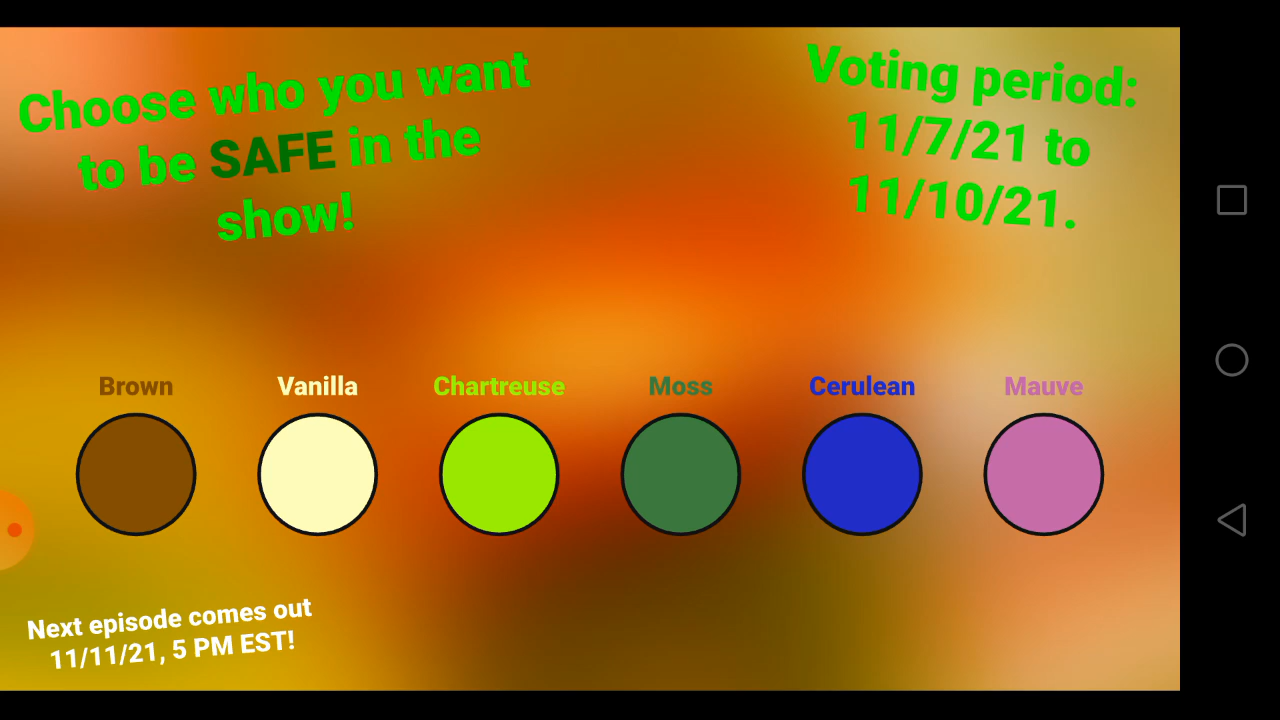 Choose who you want
to be SAFE in the
show!
Voting period:
11/7/21 to
11/10/21.
Brown
Vanilla
Chartreuse
Moss
Cerulean
Mauve
Next episode comes out
11/11/21, 5 PM EST!